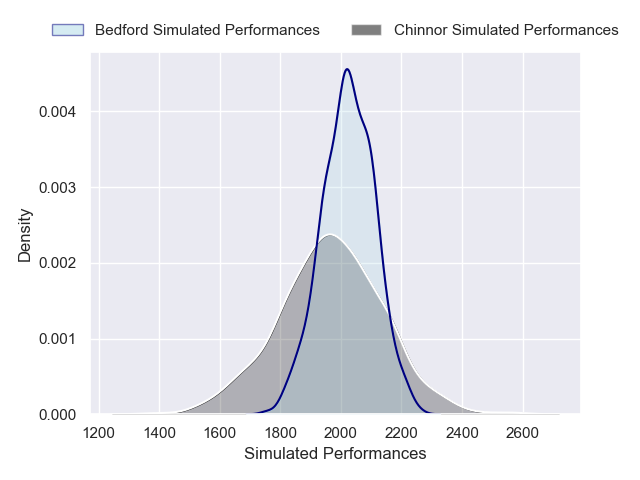 Bedford Simulated Performances
Chinnor Simulated Performances
0.004
0.003
0.002
0.001
0.000
Density
1200 1400 1600 1800 2000 2200 2400 2600
Simulated Performances